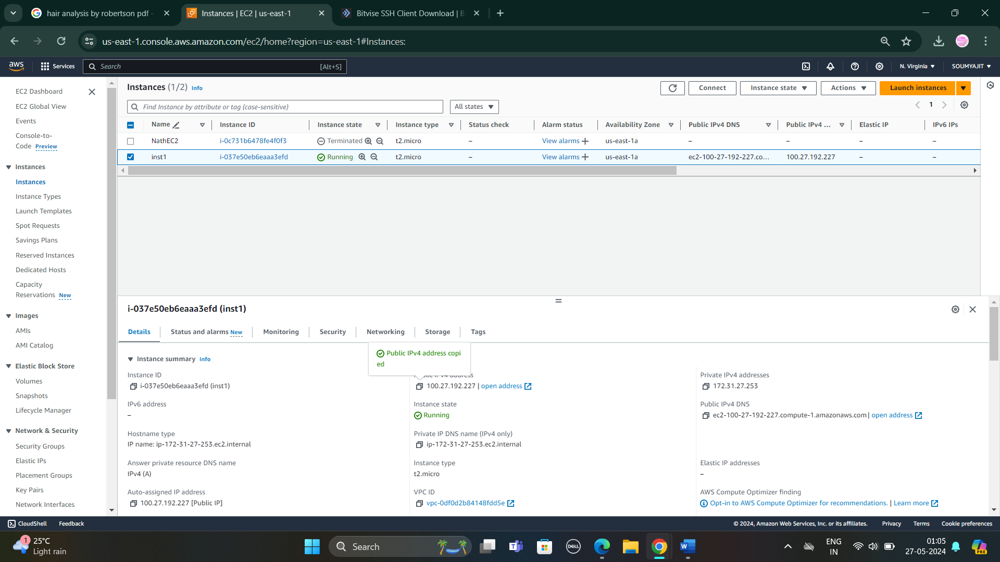 hair analysis by robertson pdf -
Instances | EC2 | us-east-1
Bitvise SSH Client Download | B
us-east-1.console.aws.amazon.com/ec2/home?region=us-east-1#Instances:
aws
Services
Search
[Alt+S]
N. Virginia
SOUMYAJIT
EC2 Dashboard
EC2 Global View
Events
Console-to-
Code Preview
Instances
Instances
Instance Types
Launch Templates
Spot Requests
Savings Plans
Reserved Instances
Dedicated Hosts
Capacity
Reservations New
Images
AMIs
AMI Catalog
Elastic Block Store
Volumes
Snapshots
Lifecycle Manager
Network & Security
Security Groups
Elastic IPs
Placement Groups
Key Pairs
Network Interfaces
Instances (1/2) Info
Connect
Instance state
Actions
Launch instances
Find Instance by attribute or tag (case-sensitive)
All states
1
Name Instance ID Instance state Instance type Status check Alarm status Availability Zone Public IPv4 DNS Public IPv4 ... Elastic IP IPv6 IPs
NathEC2 i-0c731b6478fe4f0f3 Terminated t2.micro – View alarms us-east-1a – – – –
inst1 i-037e50eb6eaaa3efd Running t2.micro – View alarms us-east-1a ec2-100-27-192-227.co... 100.27.192.227 – –
i-037e50eb6eaaa3efd (inst1)
Details Status and alarms New Monitoring Security Networking Storage Tags
Public IPv4 address copi
ed
Instance summary Info
Instance ID
i-037e50eb6eaaa3efd (inst1)
address
100.27.192.227 | open address
Private IPv4 addresses
172.31.27.253
IPv6 address
–
Instance state
Running
Public IPv4 DNS
ec2-100-27-192-227.compute-1.amazonaws.com | open address
Hostname type
IP name: ip-172-31-27-253.ec2.internal
Private IP DNS name (IPv4 only)
ip-172-31-27-253.ec2.internal
Answer private resource DNS name
IPv4 (A)
Instance type
t2.micro
Elastic IP addresses
–
Auto-assigned IP address
100.27.192.227 [Public IP]
VPC ID
vpc-0df0d2b84148fdd5e
AWS Compute Optimizer finding
Opt-in to AWS Compute Optimizer for recommendations. | Learn more
CloudShell
Feedback
© 2024, Amazon Web Services, Inc. or its affiliates.
Privacy
Terms
Cookie preferences
1
25°C
Light rain
Search
DELL
W
ENG
IN
01:05
27-05-2024
PRE